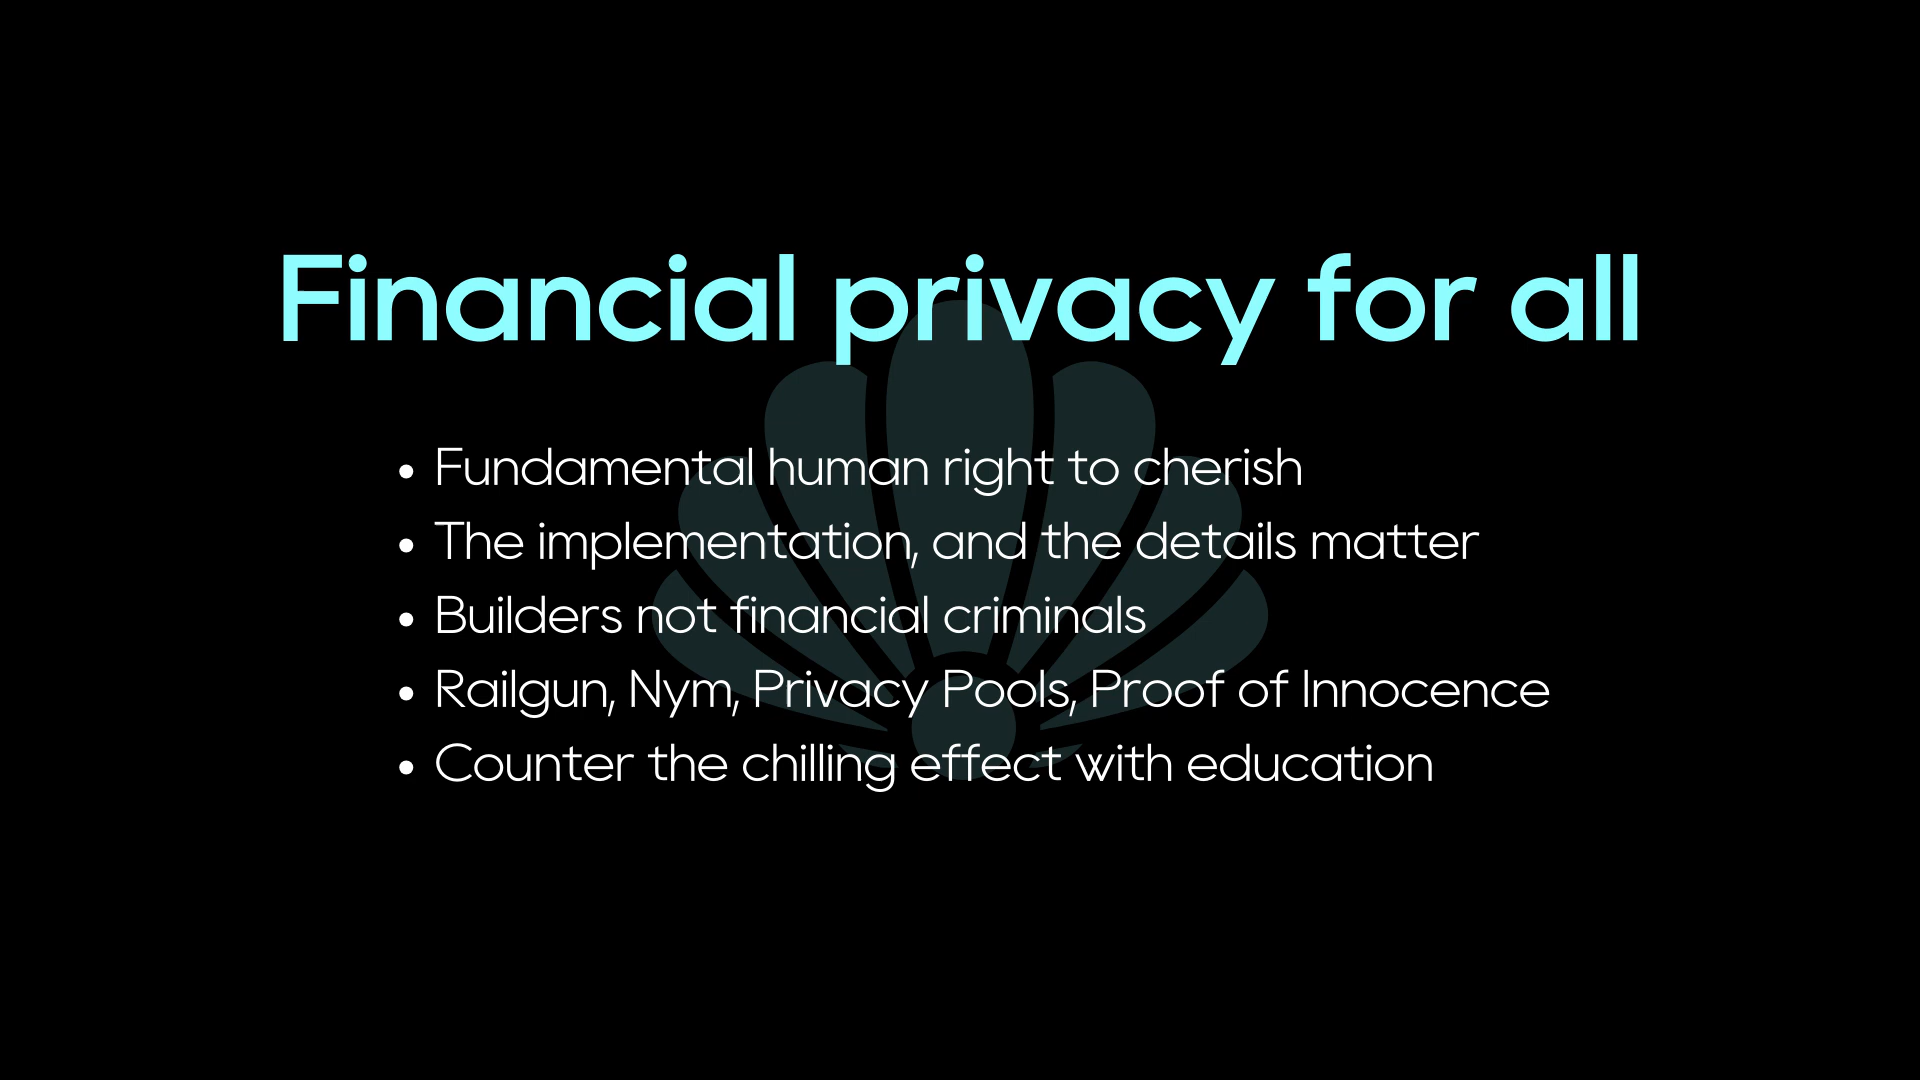 Financial privacy for all
• Fundamental human right to cherish
• The implementation, and the details matter
• Builders not financial criminals
• Railgun, Nym, Privacy Pools, Proof of Innocence
• Counter the chilling effect with education